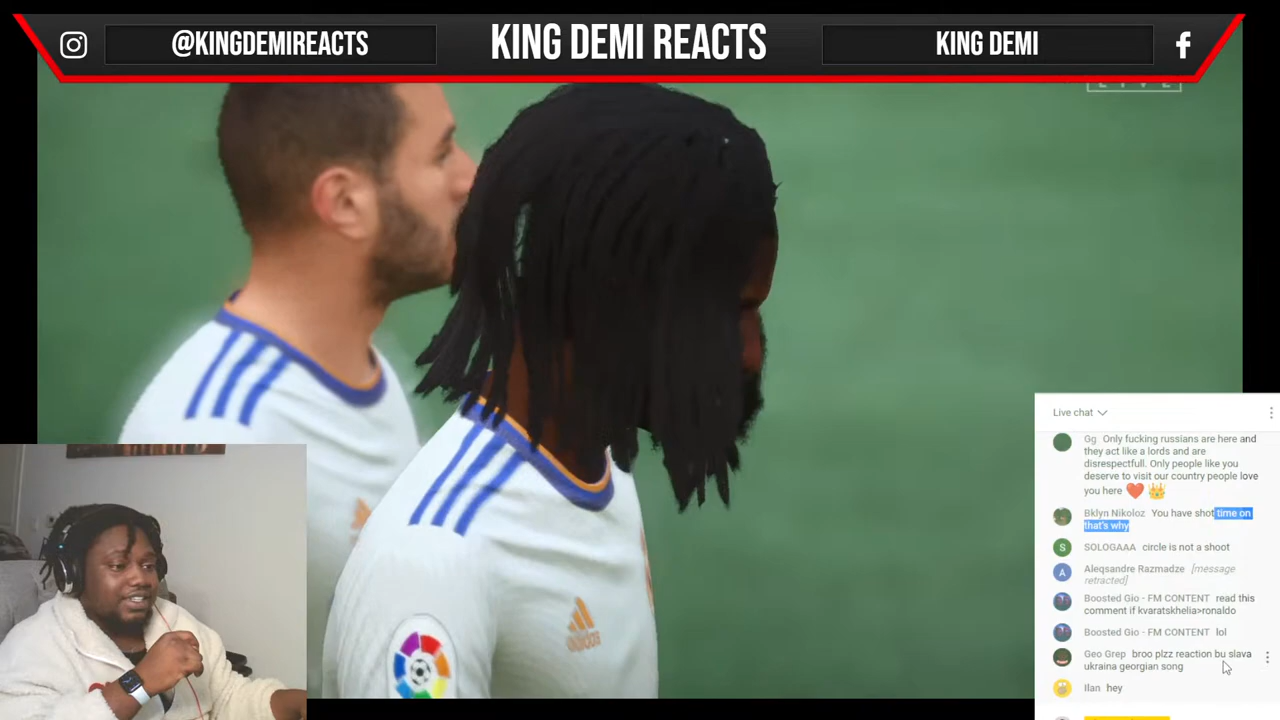 @KINGDEMIREACTS
KING DEMI REACTS
KING DEMI
LIVE
adidas
Live chat
Gg Only fucking russians are here and
they act like a lords and are
disrespectfull. Only people like you
deserve to visit our country people love
you here
Bklyn Nikoloz You have shot time on
that's why
S SOLOGAAA circle is not a shoot
A Aleqsandre Razmadze [message
retracted]
Boosted Gio - FM CONTENT read this
comment if kvaratskhelia>ronaldo
Boosted Gio - FM CONTENT lol
Geo Grep broo plzz reaction bu slava
ukraina georgian song
Ilan hey